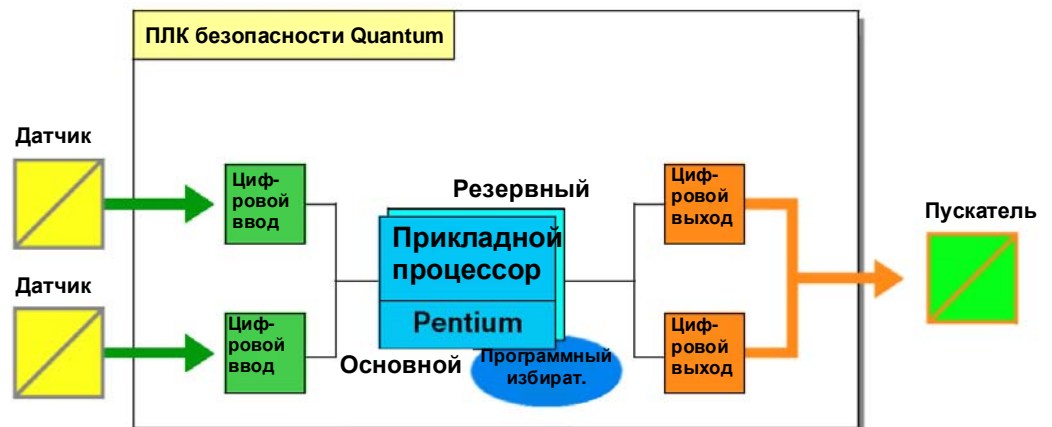 ПЛК безопасности Quantum
Датчик
Циф-
ровой
ввод
Резервный
Циф-
ровой
выход
Прикладной
процессор
Пускатель
Датчик
Циф-
ровой
ввод
Pentium
Циф-
ровой
выход
Основной
Программный
избират.